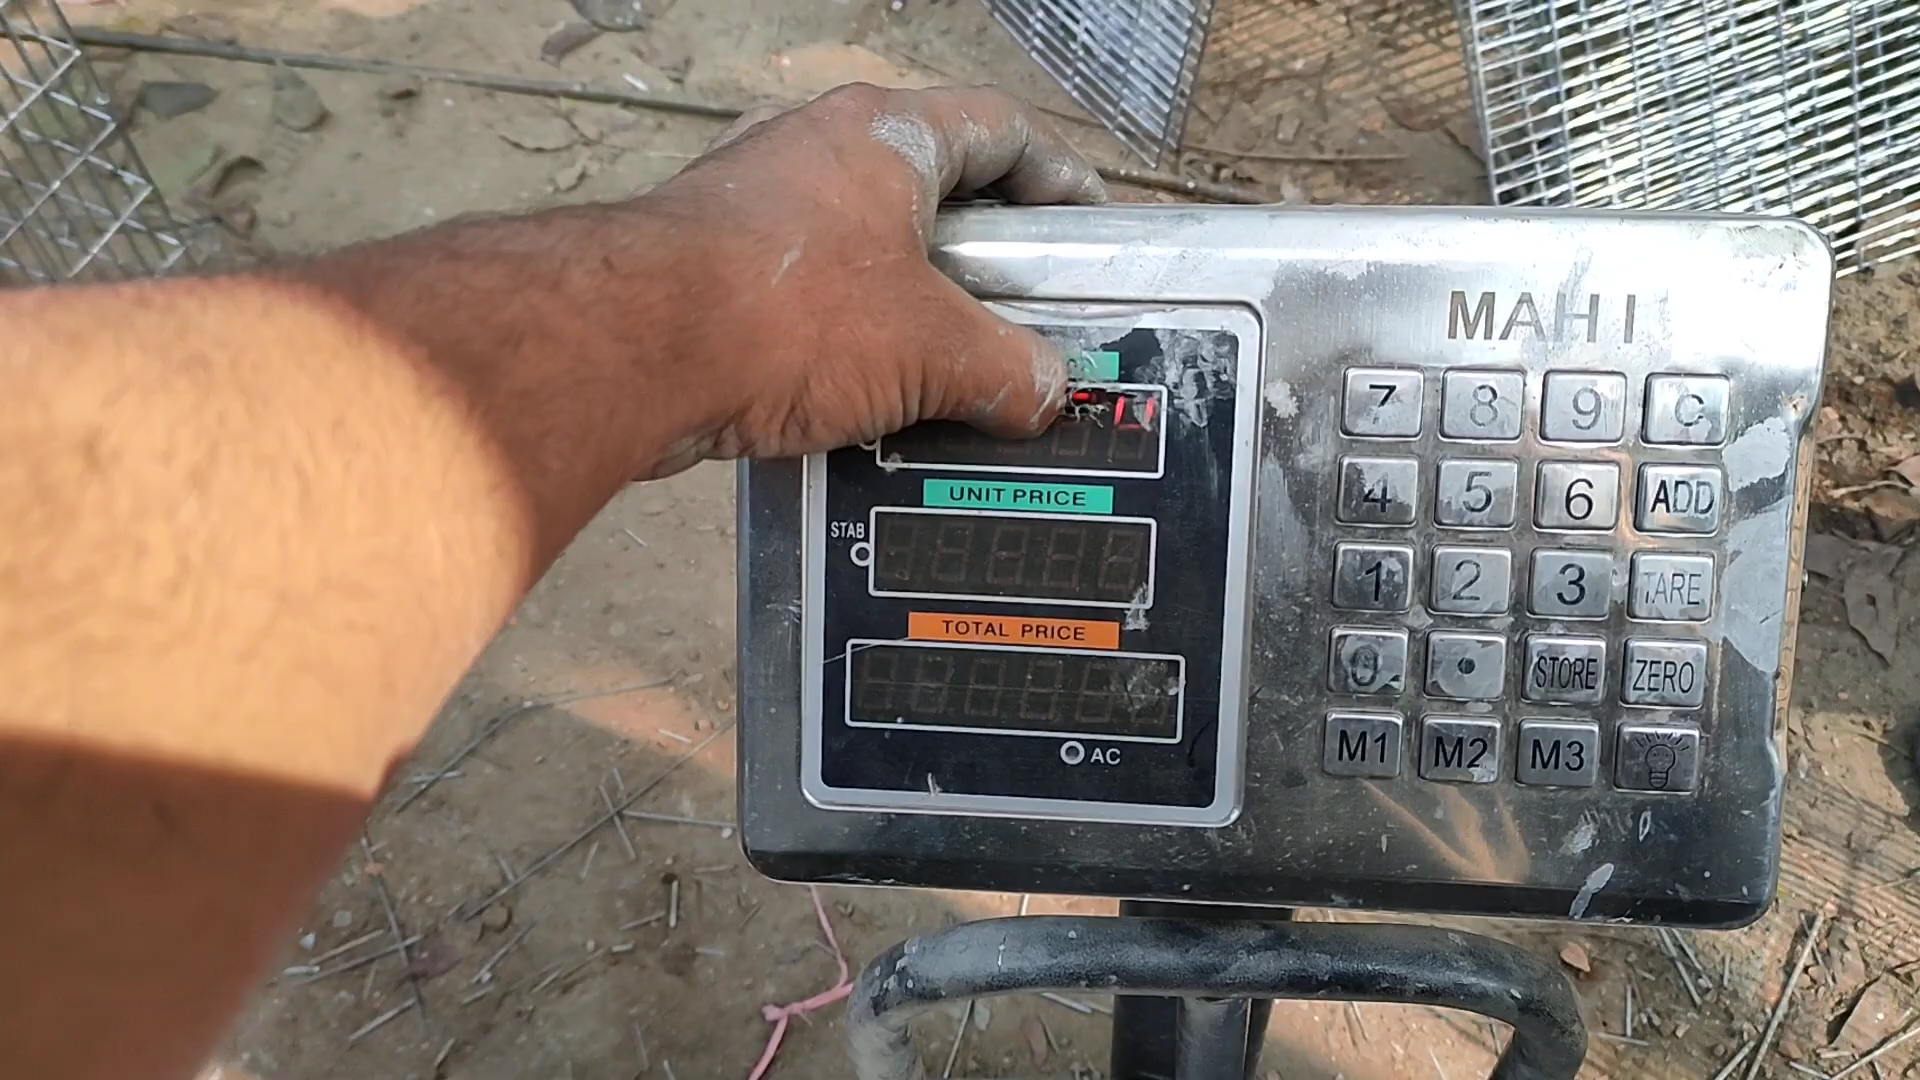 MAHI
UNIT PRICE
STAB
TOTAL PRICE
AC
7 8 9 C
4 5 6 ADD
1 2 3 TARE
0 . STORE ZERO
M1 M2 M3